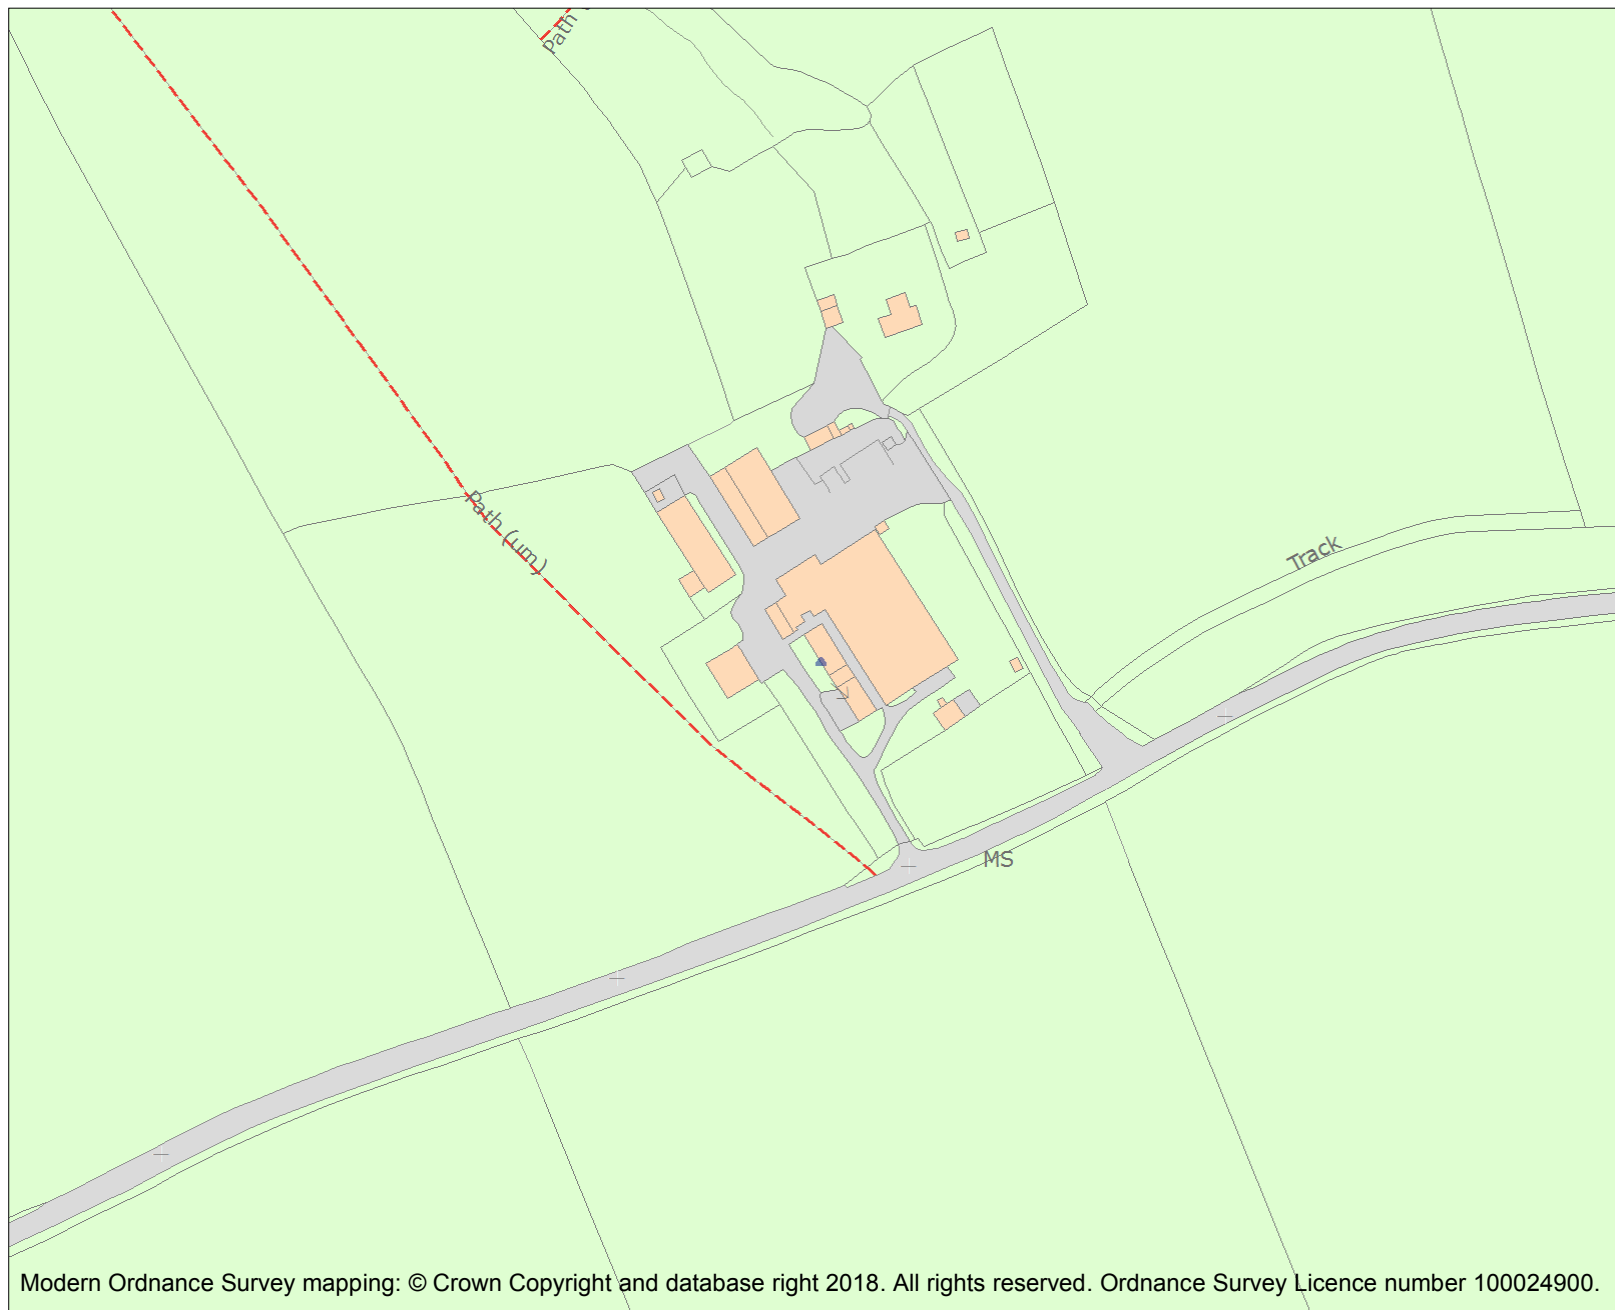 Path
Path (um)
Track
MS
Modern Ordnance Survey mapping: © Crown Copyright and database right 2018. All rights reserved. Ordnance Survey Licence number 100024900.